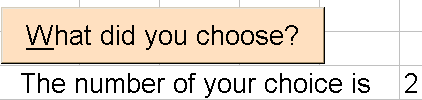 What did you choose?
The number of your choice is 2